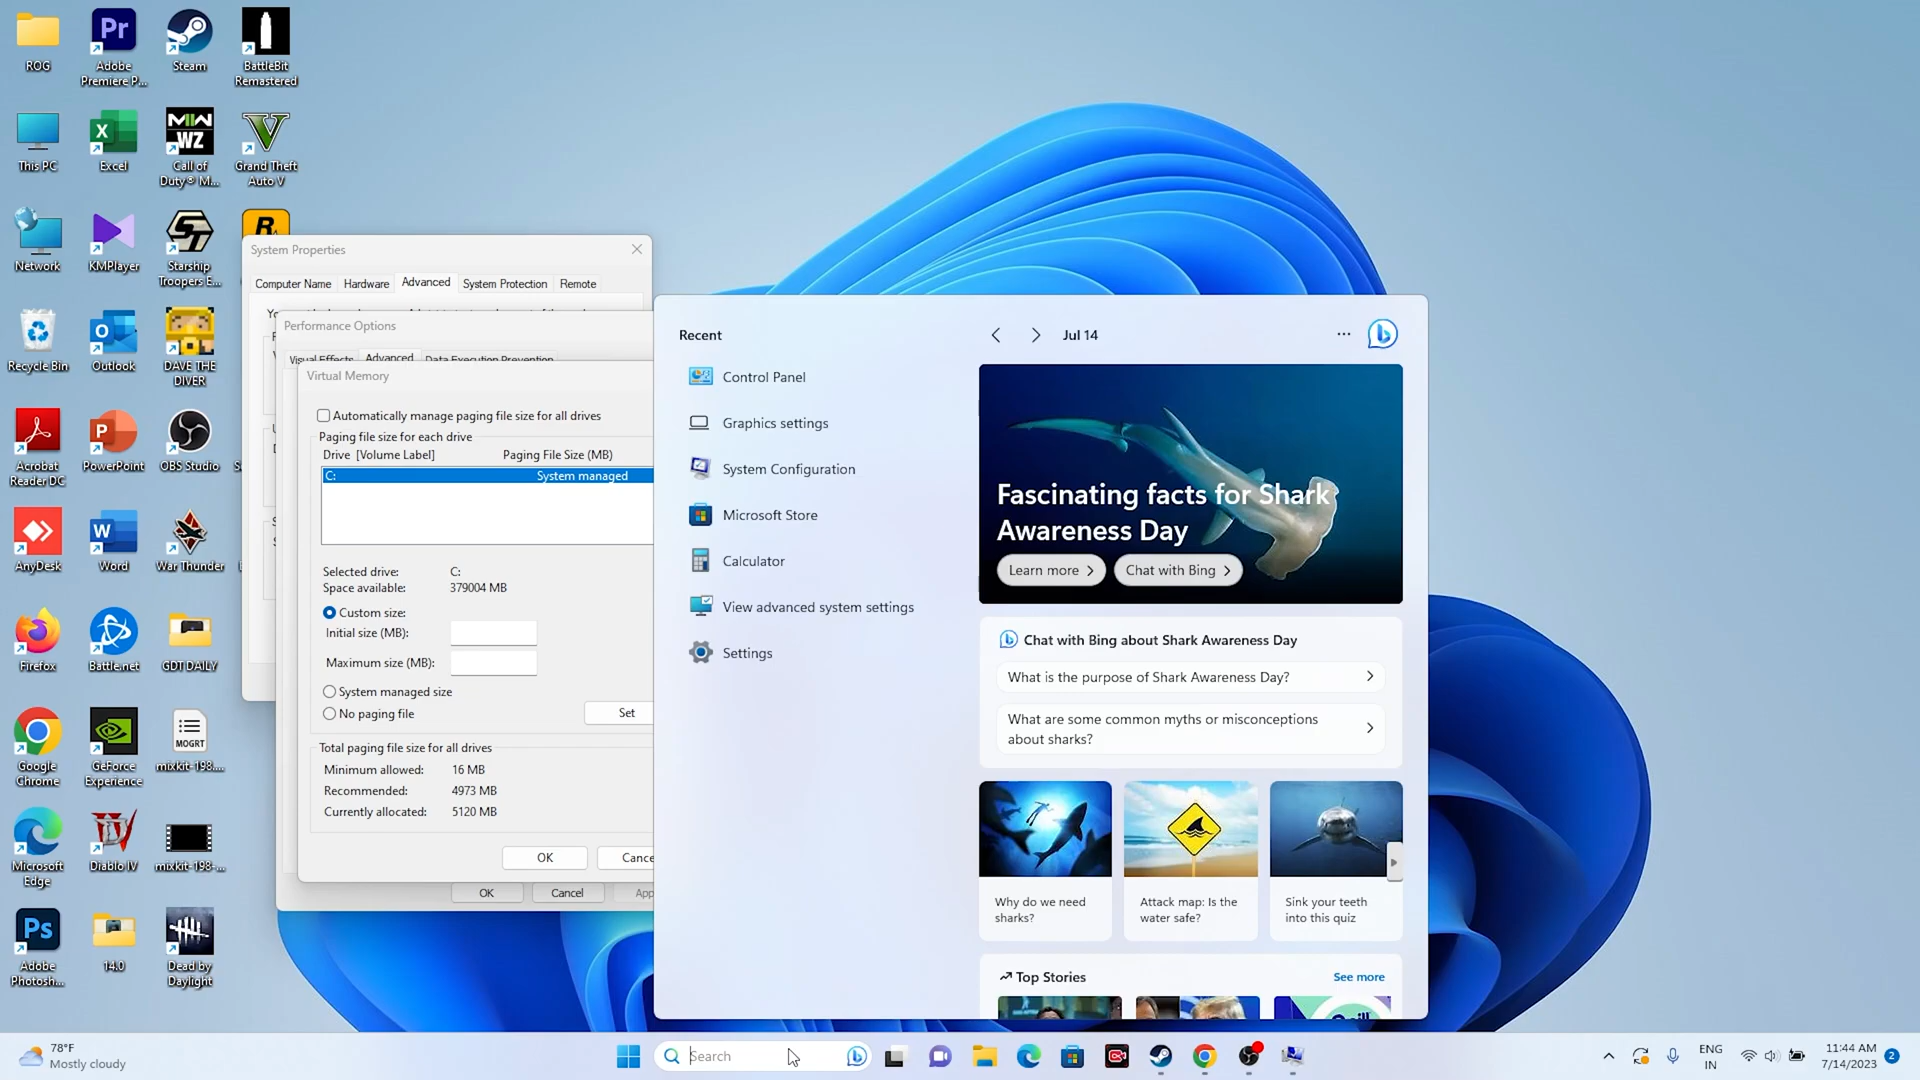 ROG
Adobe
Premiere P...
Steam
BattleBit
Remastered
This PC
Excel
Call of
Duty® M...
Grand Theft
Auto V
Network
KMPlayer
Starship
Troopers E...
Recycle Bin
Outlook
DAVE THE
DIVER
Acrobat
Reader DC
PowerPoint
OBS Studio
AnyDesk
Word
War Thunder
Firefox
Battle.net
GDT DAILY
Google
Chrome
GeForce
Experience
MOGRT
mixkit-198....
Microsoft
Edge
Diablo IV
mixkit-198-...
Adobe
Photosh...
14.0
Dead by
Daylight
System Properties
Computer Name
Hardware
Advanced
System Protection
Remote
Performance Options
Visual Effects
Advanced
Data Execution Prevention
Virtual Memory
Automatically manage paging file size for all drives
Paging file size for each drive
Drive [Volume Label]
Paging File Size (MB)
C:
System managed
Selected drive:
C:
Space available:
379004 MB
Custom size:
Initial size (MB):
Maximum size (MB):
System managed size
No paging file
Set
Total paging file size for all drives
Minimum allowed:
16 MB
Recommended:
4973 MB
Currently allocated:
5120 MB
OK
Cance
OK
Cancel
App
Recent
Control Panel
Graphics settings
System Configuration
Microsoft Store
Calculator
View advanced system settings
Settings
Jul 14
Fascinating facts for Shark
Awareness Day
Learn more
Chat with Bing
Chat with Bing about Shark Awareness Day
What is the purpose of Shark Awareness Day?
What are some common myths or misconceptions
about sharks?
Why do we need
sharks?
Attack map: Is the
water safe?
Sink your teeth
into this quiz
Top Stories
See more
78°F
Mostly cloudy
Search
ENG
IN
11:44 AM
7/14/2023
2